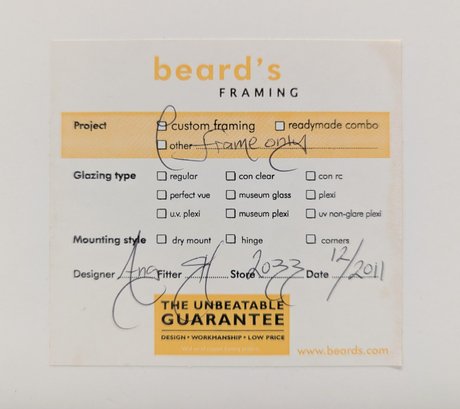 beard's
FRAMING
Project custom framing readymade combo
other frame only
Glazing type regular con clear con rc
perfect vue museum glass plexi
u.v. plexi museum plexi uv non-glare plexi
Mounting style dry mount hinge corners
Designer Fitter Store 2033 Date 12/2011
THE UNBEATABLE
GUARANTEE
DESIGN • WORKMANSHIP • LOW PRICE
www.beards.com